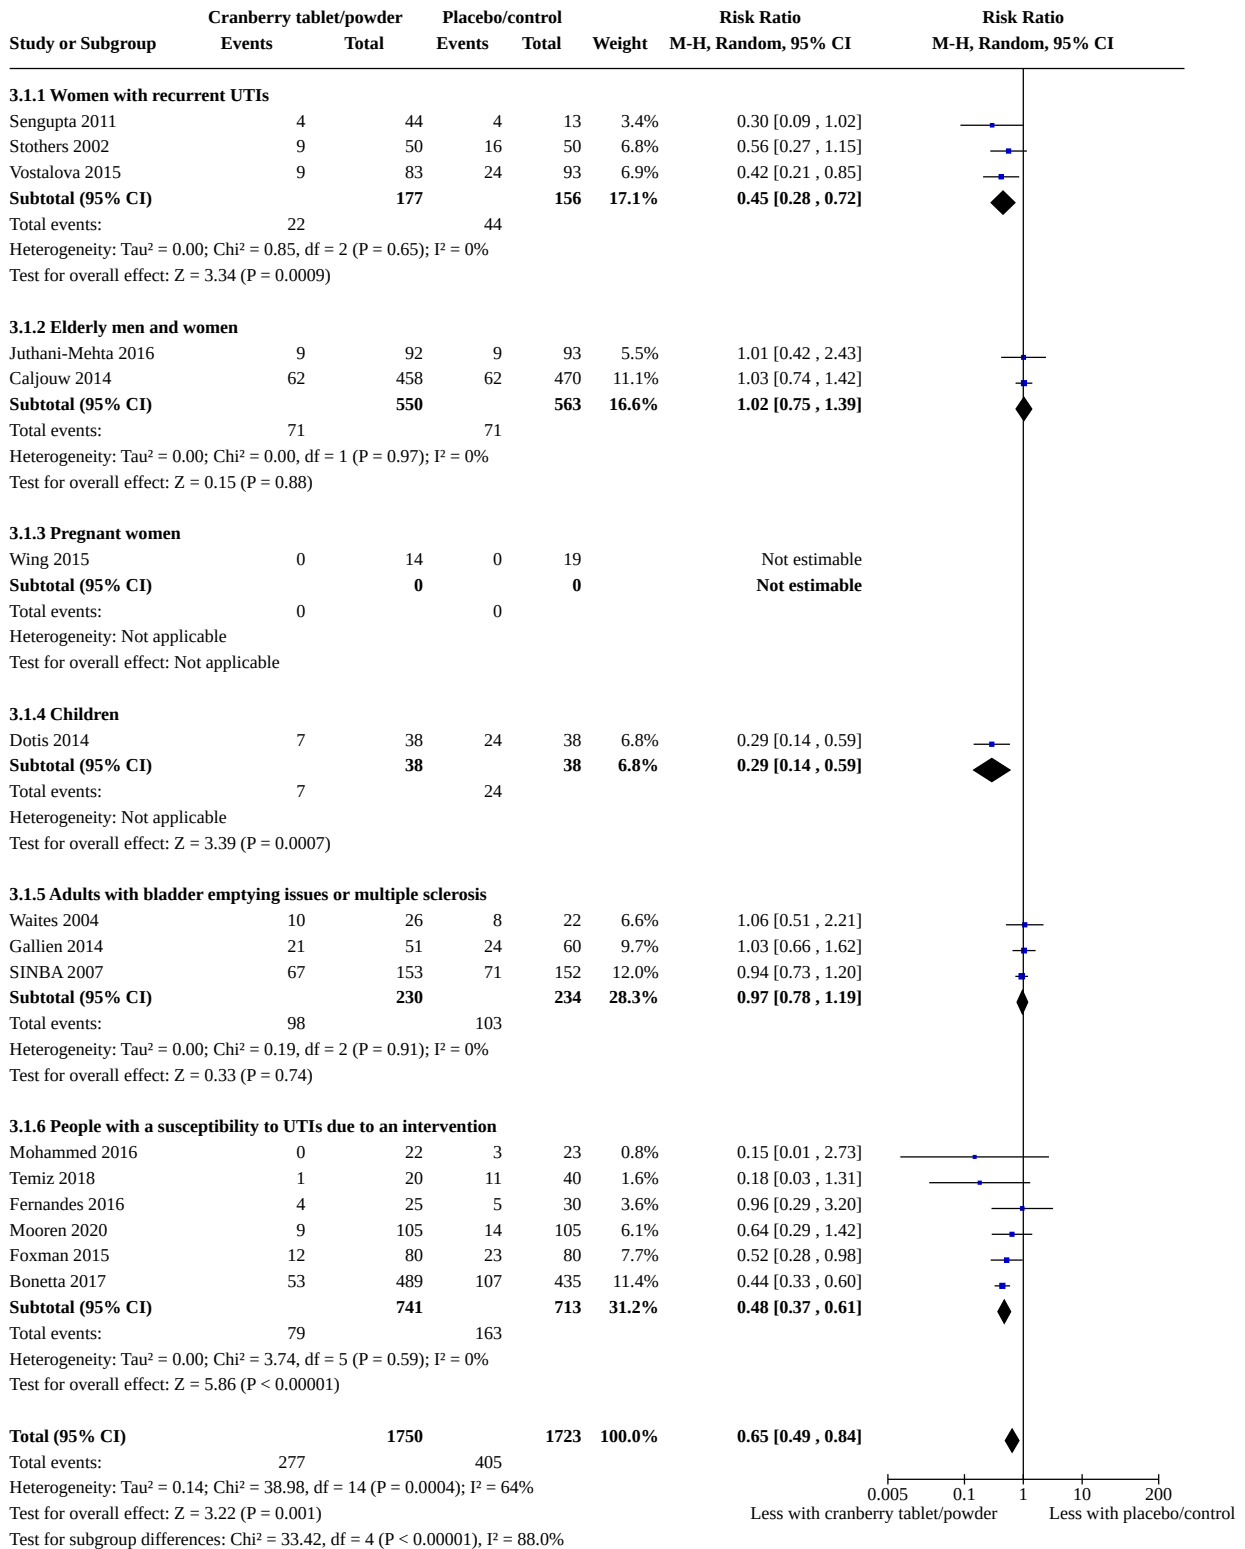 Cranberry tablet/powder Placebo/control Risk Ratio Risk Ratio
Study or Subgroup Events Total Events Total Weight M-H, Random, 95% CI M-H, Random, 95% CI
3.1.1 Women with recurrent UTIs
Sengupta 2011 4 44 4 13 3.4% 0.30 [0.09 , 1.02]
Stothers 2002 9 50 16 50 6.8% 0.56 [0.27 , 1.15]
Vostalova 2015 9 83 24 93 6.9% 0.42 [0.21 , 0.85]
Subtotal (95% CI) 177 156 17.1% 0.45 [0.28 , 0.72]
Total events: 22 44
Heterogeneity: Tau² = 0.00; Chi² = 0.85, df = 2 (P = 0.65); I² = 0%
Test for overall effect: Z = 3.34 (P = 0.0009)
3.1.2 Elderly men and women
Juthani-Mehta 2016 9 92 9 93 5.5% 1.01 [0.42 , 2.43]
Caljouw 2014 62 458 62 470 11.1% 1.03 [0.74 , 1.42]
Subtotal (95% CI) 550 563 16.6% 1.02 [0.75 , 1.39]
Total events: 71 71
Heterogeneity: Tau² = 0.00; Chi² = 0.00, df = 1 (P = 0.97); I² = 0%
Test for overall effect: Z = 0.15 (P = 0.88)
3.1.3 Pregnant women
Wing 2015 0 14 0 19 Not estimable
Subtotal (95% CI) 0 0 Not estimable
Total events: 0 0
Heterogeneity: Not applicable
Test for overall effect: Not applicable
3.1.4 Children
Dotis 2014 7 38 24 38 6.8% 0.29 [0.14 , 0.59]
Subtotal (95% CI) 38 38 6.8% 0.29 [0.14 , 0.59]
Total events: 7 24
Heterogeneity: Not applicable
Test for overall effect: Z = 3.39 (P = 0.0007)
3.1.5 Adults with bladder emptying issues or multiple sclerosis
Waites 2004 10 26 8 22 6.6% 1.06 [0.51 , 2.21]
Gallien 2014 21 51 24 60 9.7% 1.03 [0.66 , 1.62]
SINBA 2007 67 153 71 152 12.0% 0.94 [0.73 , 1.20]
Subtotal (95% CI) 230 234 28.3% 0.97 [0.78 , 1.19]
Total events: 98 103
Heterogeneity: Tau² = 0.00; Chi² = 0.19, df = 2 (P = 0.91); I² = 0%
Test for overall effect: Z = 0.33 (P = 0.74)
3.1.6 People with a susceptibility to UTIs due to an intervention
Mohammed 2016 0 22 3 23 0.8% 0.15 [0.01 , 2.73]
Temiz 2018 1 20 11 40 1.6% 0.18 [0.03 , 1.31]
Fernandes 2016 4 25 5 30 3.6% 0.96 [0.29 , 3.20]
Mooren 2020 9 105 14 105 6.1% 0.64 [0.29 , 1.42]
Foxman 2015 12 80 23 80 7.7% 0.52 [0.28 , 0.98]
Bonetta 2017 53 489 107 435 11.4% 0.44 [0.33 , 0.60]
Subtotal (95% CI) 741 713 31.2% 0.48 [0.37 , 0.61]
Total events: 79 163
Heterogeneity: Tau² = 0.00; Chi² = 3.74, df = 5 (P = 0.59); I² = 0%
Test for overall effect: Z = 5.86 (P < 0.00001)
Total (95% CI) 1750 1723 100.0% 0.65 [0.49 , 0.84]
Total events: 277 405
Heterogeneity: Tau² = 0.14; Chi² = 38.98, df = 14 (P = 0.0004); I² = 64%
0.005 0.1 1 10 200
Test for overall effect: Z = 3.22 (P = 0.001) Less with cranberry tablet/powder Less with placebo/control
Test for subgroup differences: Chi² = 33.42, df = 4 (P < 0.00001), I² = 88.0%